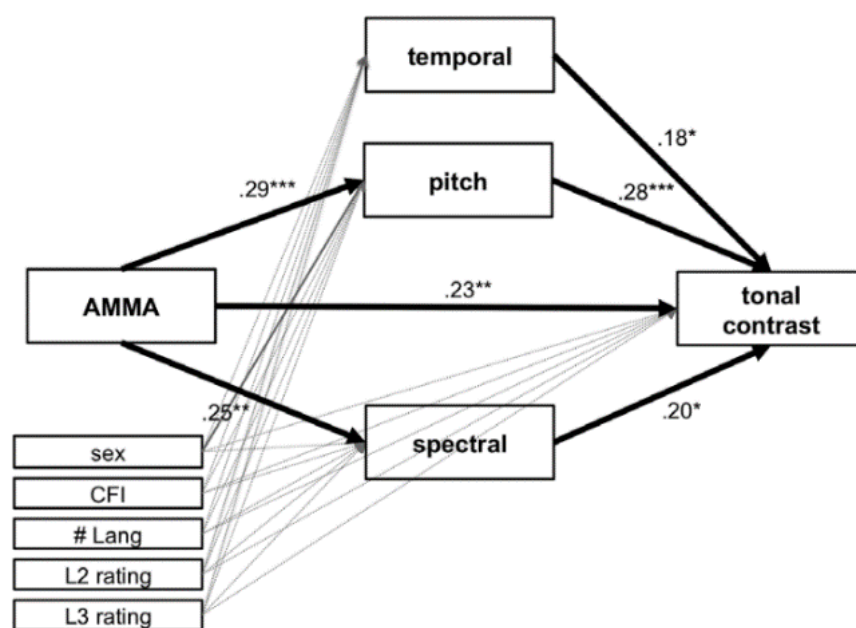 temporal
.18*
.29***
pitch
.28***
AMMA
.23**
tonal
contrast
.25**
spectral
.20*
sex
CFI
# Lang
L2 rating
L3 rating